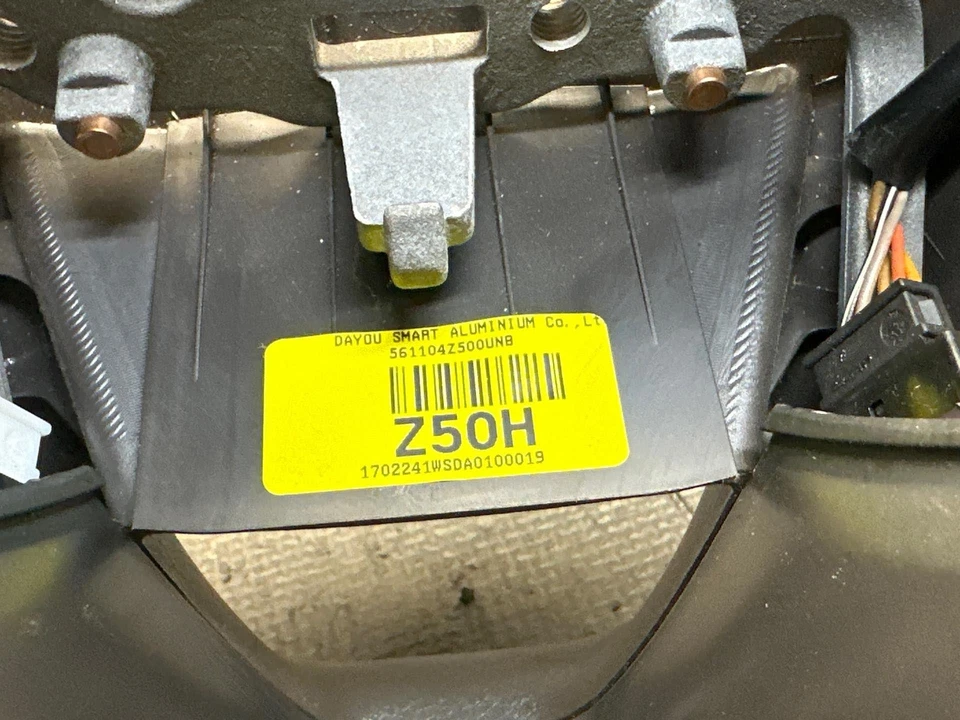 DAYOU SMART ALUMINIUM Co.,Lt
561104Z500UNB
Z50H
1702241WSDA0100019